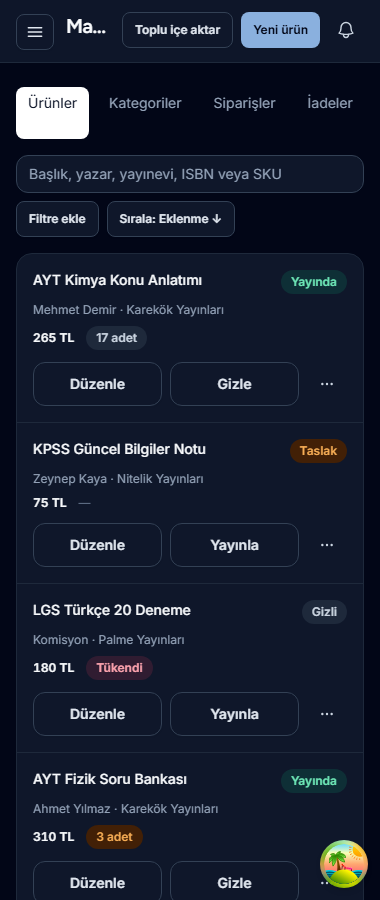 Ma...
Toplu içe aktar
Yeni ürün
Ürünler
Kategoriler
Siparişler
İadeler
Başlık, yazar, yayınevi, ISBN veya SKU
Filtre ekle
Sırala: Eklenme ↓
AYT Kimya Konu Anlatımı
Yayında
Mehmet Demir · Karekök Yayınları
265 TL
17 adet
Düzenle
Gizle
···
KPSS Güncel Bilgiler Notu
Taslak
Zeynep Kaya · Nitelik Yayınları
75 TL
—
Düzenle
Yayınla
···
LGS Türkçe 20 Deneme
Gizli
Komisyon · Palme Yayınları
180 TL
Tükendi
Düzenle
Yayınla
···
AYT Fizik Soru Bankası
Yayında
Ahmet Yılmaz · Karekök Yayınları
310 TL
3 adet
Düzenle
Gizle